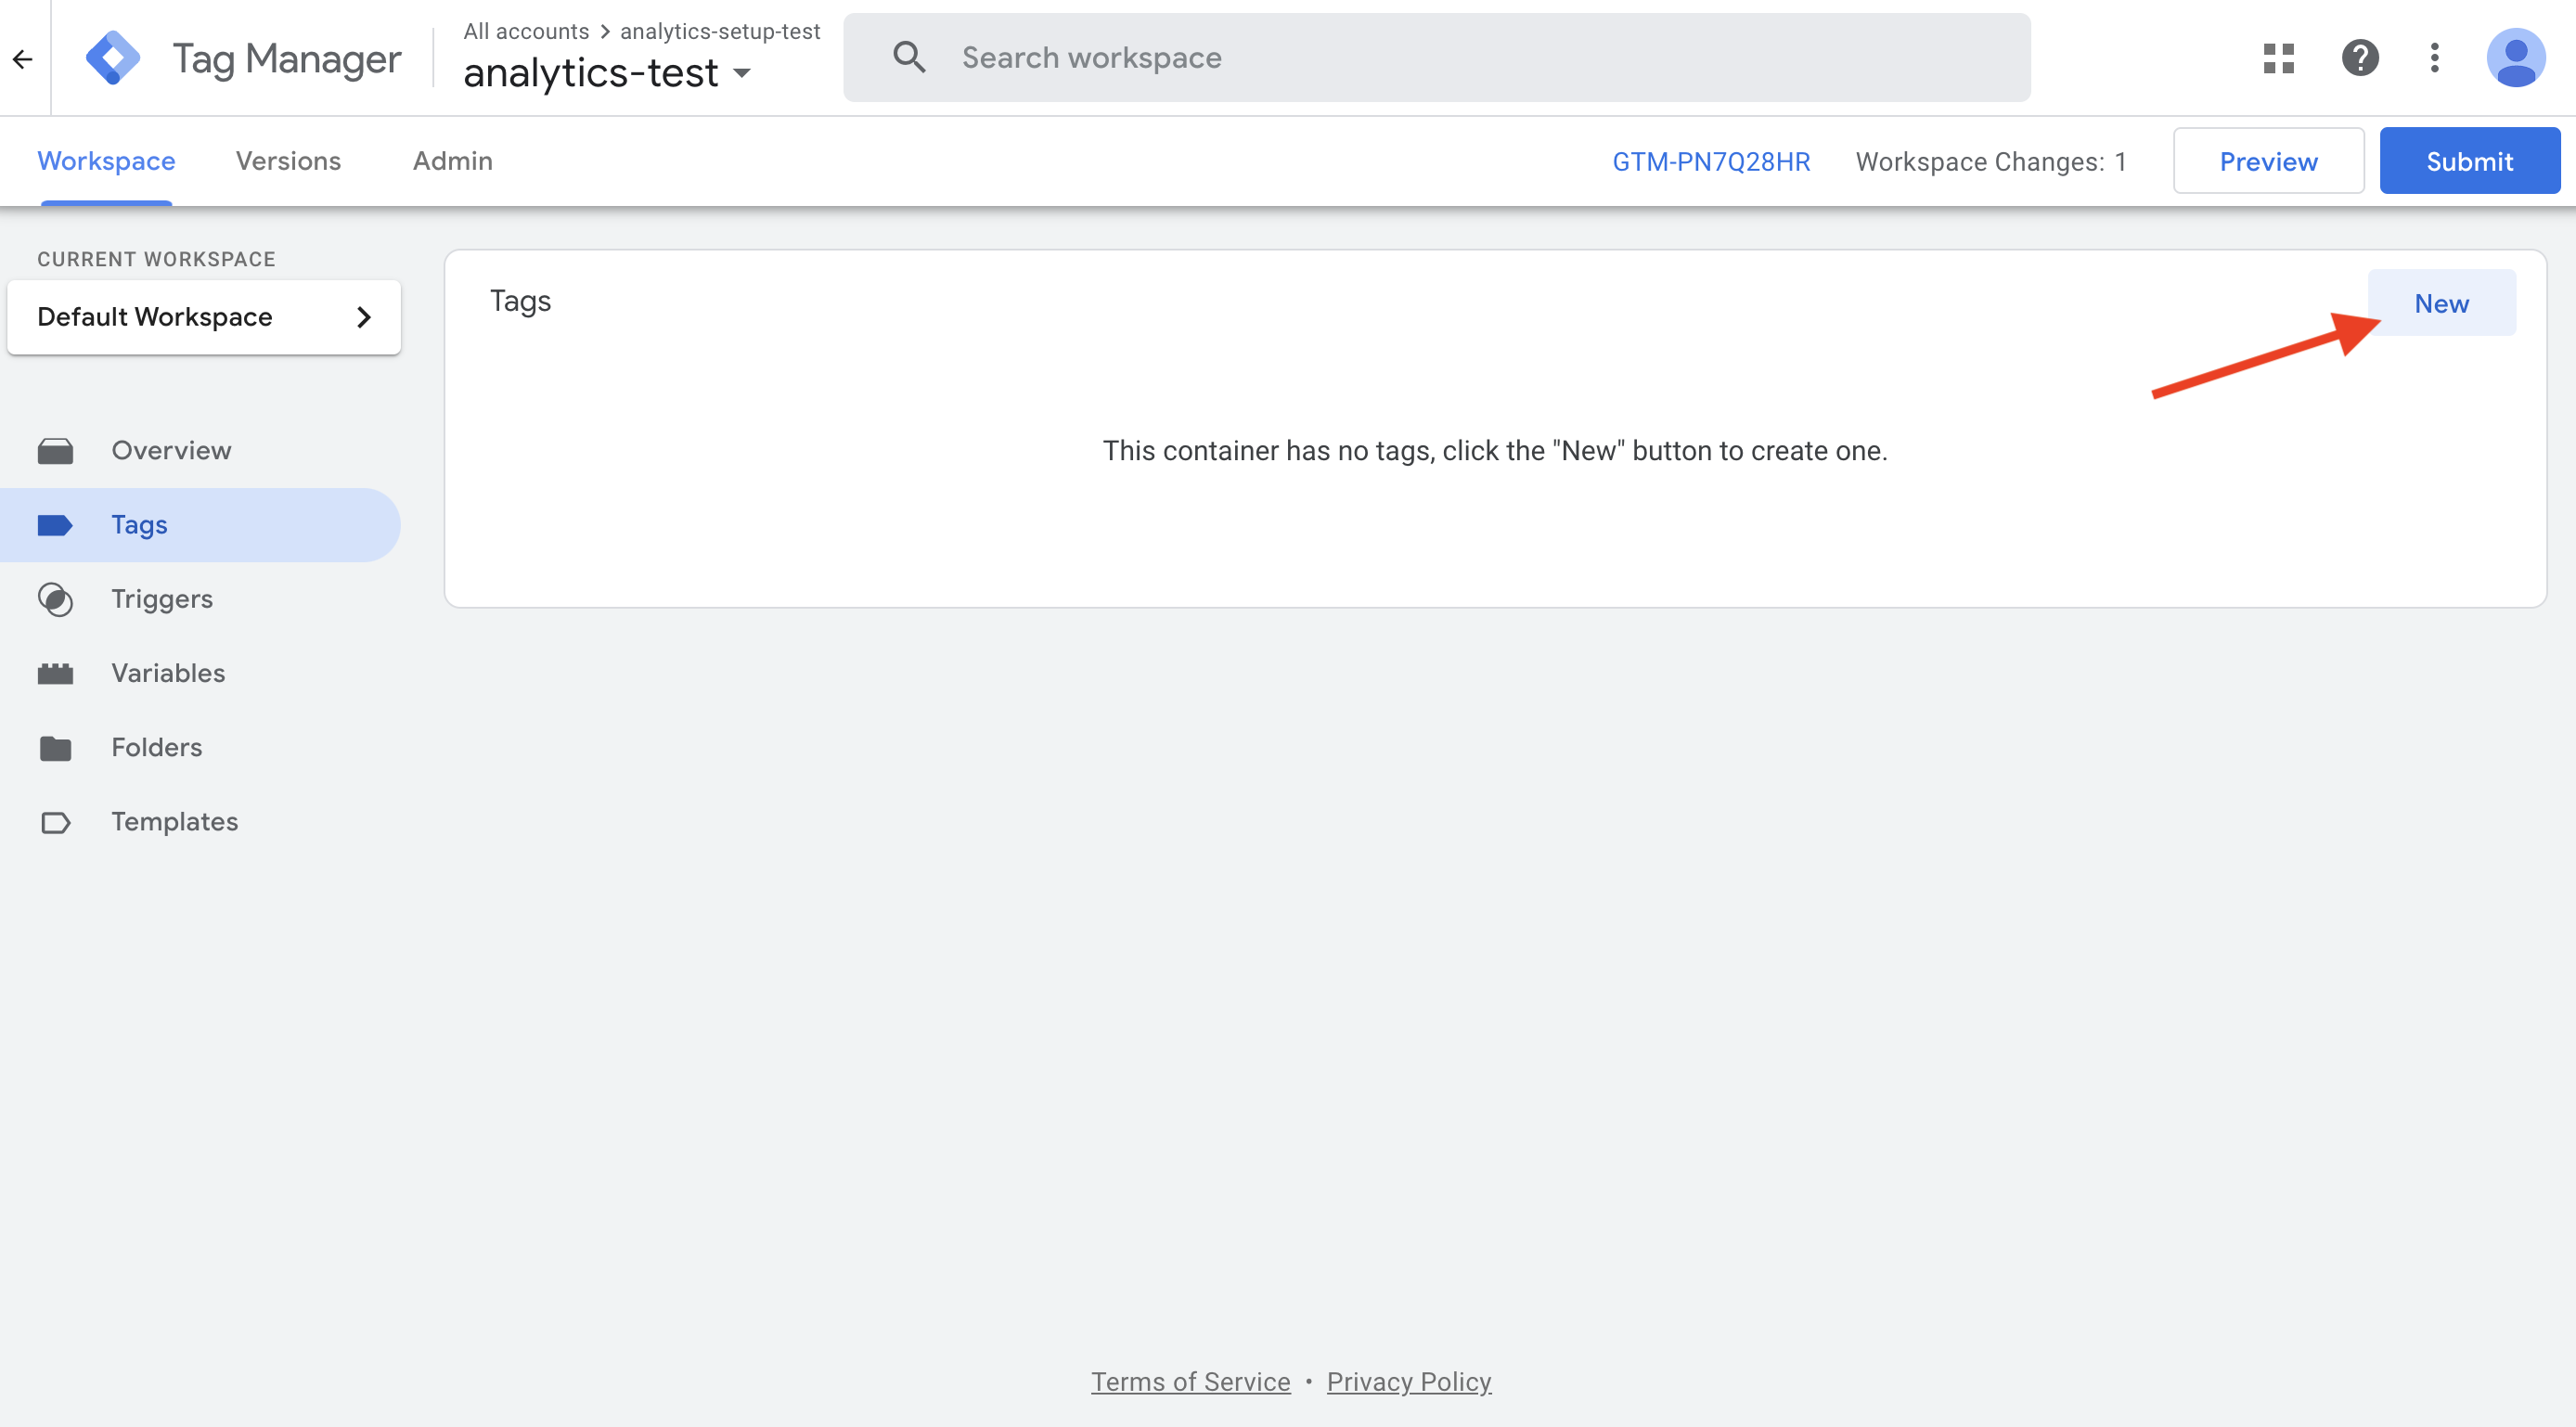 Tag Manager
All accounts > analytics-setup-test
analytics-test
Search workspace
Workspace
Versions
Admin
GTM-PN7Q28HR
Workspace Changes: 1
Preview
Submit
CURRENT WORKSPACE
Default Workspace
Overview
Tags
Triggers
Variables
Folders
Templates
Tags
New
This container has no tags, click the "New" button to create one.
Terms of Service • Privacy Policy